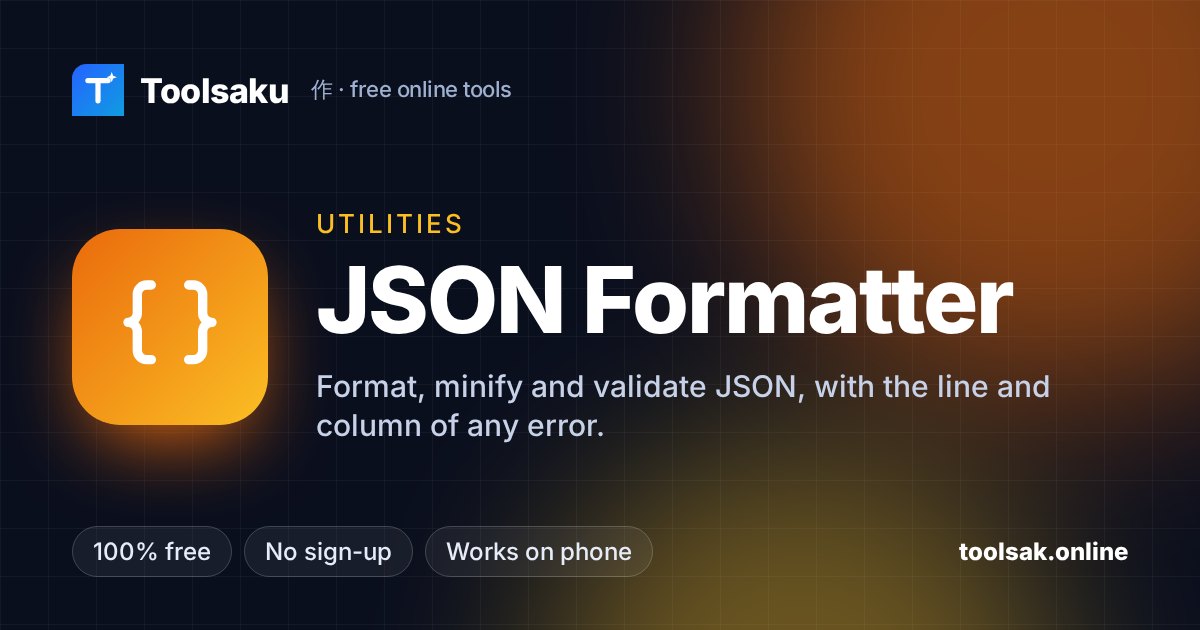 Toolsaku 作 · free online tools
UTILITIES
JSON Formatter
Format, minify and validate JSON, with the line and
column of any error.
100% free No sign-up Works on phone toolsak.online